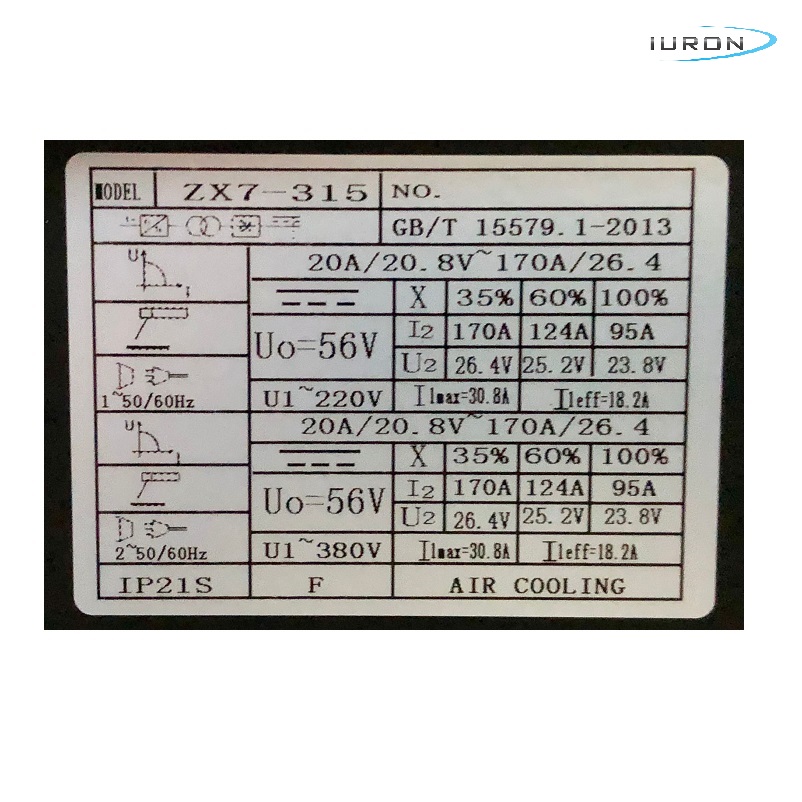 IURON
MODEL ZX7-315 NO.
GB/T 15579.1-2013
U
I
20A/20.8V~170A/26.4
X 35% 60% 100%
Uo=56V
I2 170A 124A 95A
U2 26.4V 25.2V 23.8V
1~50/60Hz
U1~220V I1max=30.8A I1eff=18.2A
U
20A/20.8V~170A/26.4
X 35% 60% 100%
Uo=56V
I2 170A 124A 95A
U2 26.4V 25.2V 23.8V
2~50/60Hz
U1~380V I1max=30.8A I1eff=18.2A
IP21S F AIR COOLING